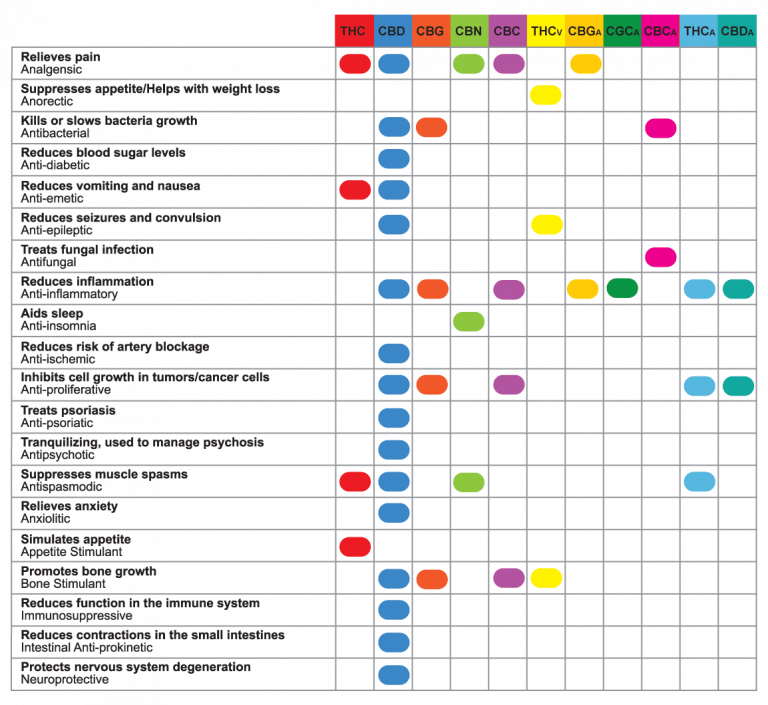 THC CBD CBG CBN CBC THCV CBGA CGCA CBCA THCA CBDA
Relieves pain
Analgensic
Suppresses appetite/Helps with weight loss
Anorectic
Kills or slows bacteria growth
Antibacterial
Reduces blood sugar levels
Anti-diabetic
Reduces vomiting and nausea
Anti-emetic
Reduces seizures and convulsion
Anti-epileptic
Treats fungal infection
Antifungal
Reduces inflammation
Anti-inflammatory
Aids sleep
Anti-insomnia
Reduces risk of artery blockage
Anti-ischemic
Inhibits cell growth in tumors/cancer cells
Anti-proliferative
Treats psoriasis
Anti-psoriatic
Tranquilizing, used to manage psychosis
Antipsychotic
Suppresses muscle spasms
Antispasmodic
Relieves anxiety
Anxiolitic
Simulates appetite
Appetite Stimulant
Promotes bone growth
Bone Stimulant
Reduces function in the immune system
Immunosuppressive
Reduces contractions in the small intestines
Intestinal Anti-prokinetic
Protects nervous system degeneration
Neuroprotective